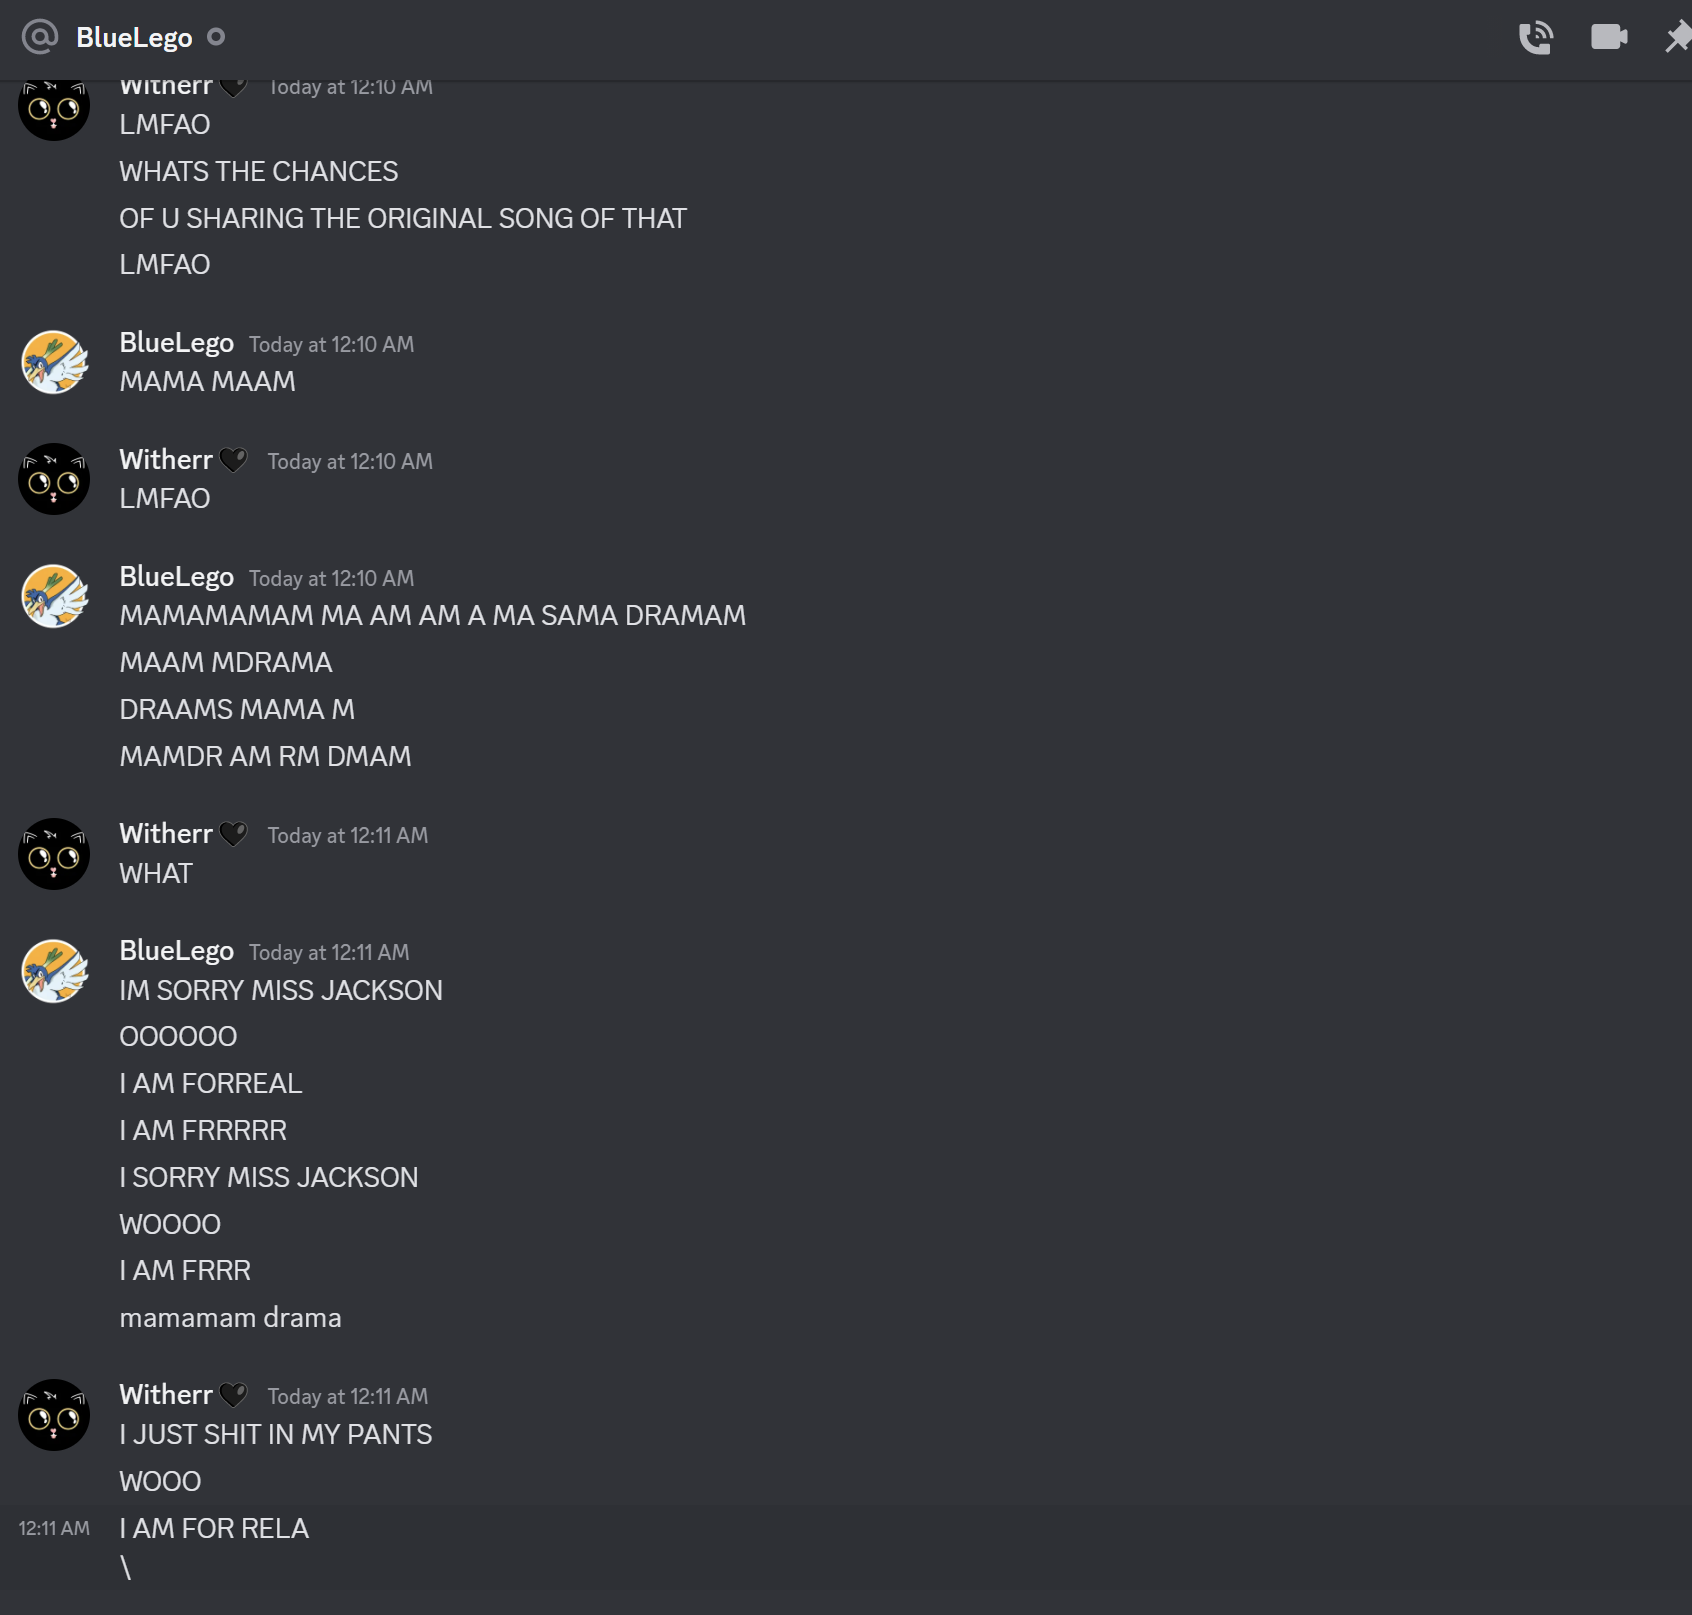 BlueLego
Witherr🖤 Today at 12:10 AM
LMFAO
WHATS THE CHANCES
OF U SHARING THE ORIGINAL SONG OF THAT
LMFAO
BlueLego Today at 12:10 AM
MAMA MAAM
Witherr🖤 Today at 12:10 AM
LMFAO
BlueLego Today at 12:10 AM
MAMAMAMAM MA AM AM A MA SAMA DRAMAM
MAAM MDRAMA
DRAAMS MAMA M
MAMDR AM RM DMAM
Witherr🖤 Today at 12:11 AM
WHAT
BlueLego Today at 12:11 AM
IM SORRY MISS JACKSON
OOOOOO
I AM FORREAL
I AM FRRRRR
I SORRY MISS JACKSON
WOOOO
I AM FRRR
mamamam drama
Witherr🖤 Today at 12:11 AM
I JUST SHIT IN MY PANTS
WOOO
12:11 AM I AM FOR RELA
\